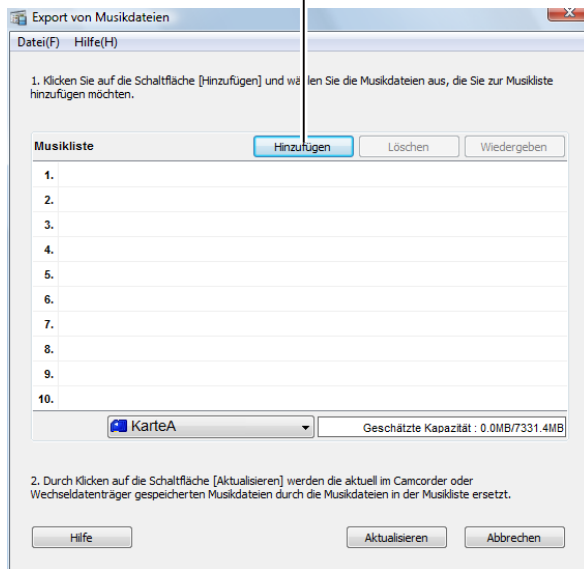 Export von Musikdateien
Datei(F) Hilfe(H)
1. Klicken Sie auf die Schaltfläche [Hinzufügen] und wählen Sie die Musikdateien aus, die Sie zur Musikliste
hinzufügen möchten.
Musikliste Hinzufügen Löschen Wiedergeben
1.
2.
3.
4.
5.
6.
7.
8.
9.
10.
KarteA Geschätzte Kapazität : 0.0MB/7331.4MB
2. Durch Klicken auf die Schaltfläche [Aktualisieren] werden die aktuell im Camcorder oder
Wechseldatenträger gespeicherten Musikdateien durch die Musikdateien in der Musikliste ersetzt.
Hilfe Aktualisieren Abbrechen